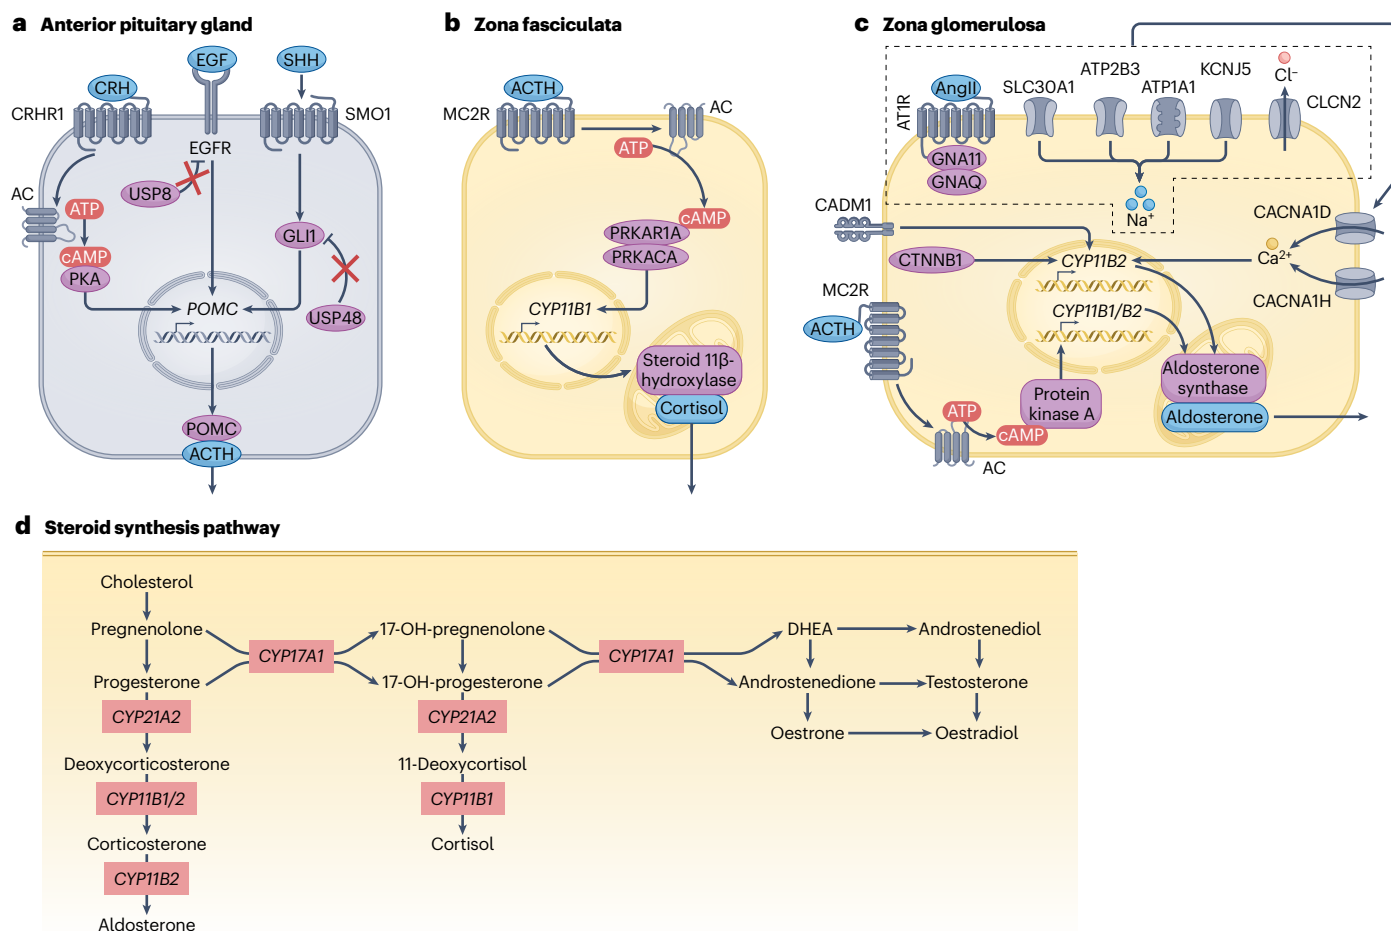 a Anterior pituitary gland
CRH
EGF
SHH
CRHR1
SMO1
EGFR
AC
ATP
USP8
GLI1
cAMP
PKA
POMC
USP48
POMC
ACTH
b Zona fasciculata
ACTH
MC2R
AC
ATP
cAMP
PRKAR1A
PRKACA
CYP11B1
Steroid 11β-
hydroxylase
Cortisol
c Zona glomerulosa
AT1R
AngII
SLC30A1
ATP2B3
ATP1A1
KCNJ5
Cl⁻
CLCN2
GNA11
GNAQ
Na⁺
CADM1
CACNA1D
CTNNB1
CYP11B2
Ca²⁺
MC2R
CACNA1H
CYP11B1/B2
ACTH
Aldosterone
synthase
Protein
kinase A
ATP
cAMP
Aldosterone
AC
d Steroid synthesis pathway
Cholesterol
Pregnenolone
CYP17A1
17-OH-pregnenolone
CYP17A1
DHEA
Androstenediol
Progesterone
17-OH-progesterone
Androstenedione
Testosterone
CYP21A2
CYP21A2
Oestrone
Oestradiol
Deoxycorticosterone
11-Deoxycortisol
CYP11B1/2
CYP11B1
Corticosterone
Cortisol
CYP11B2
Aldosterone